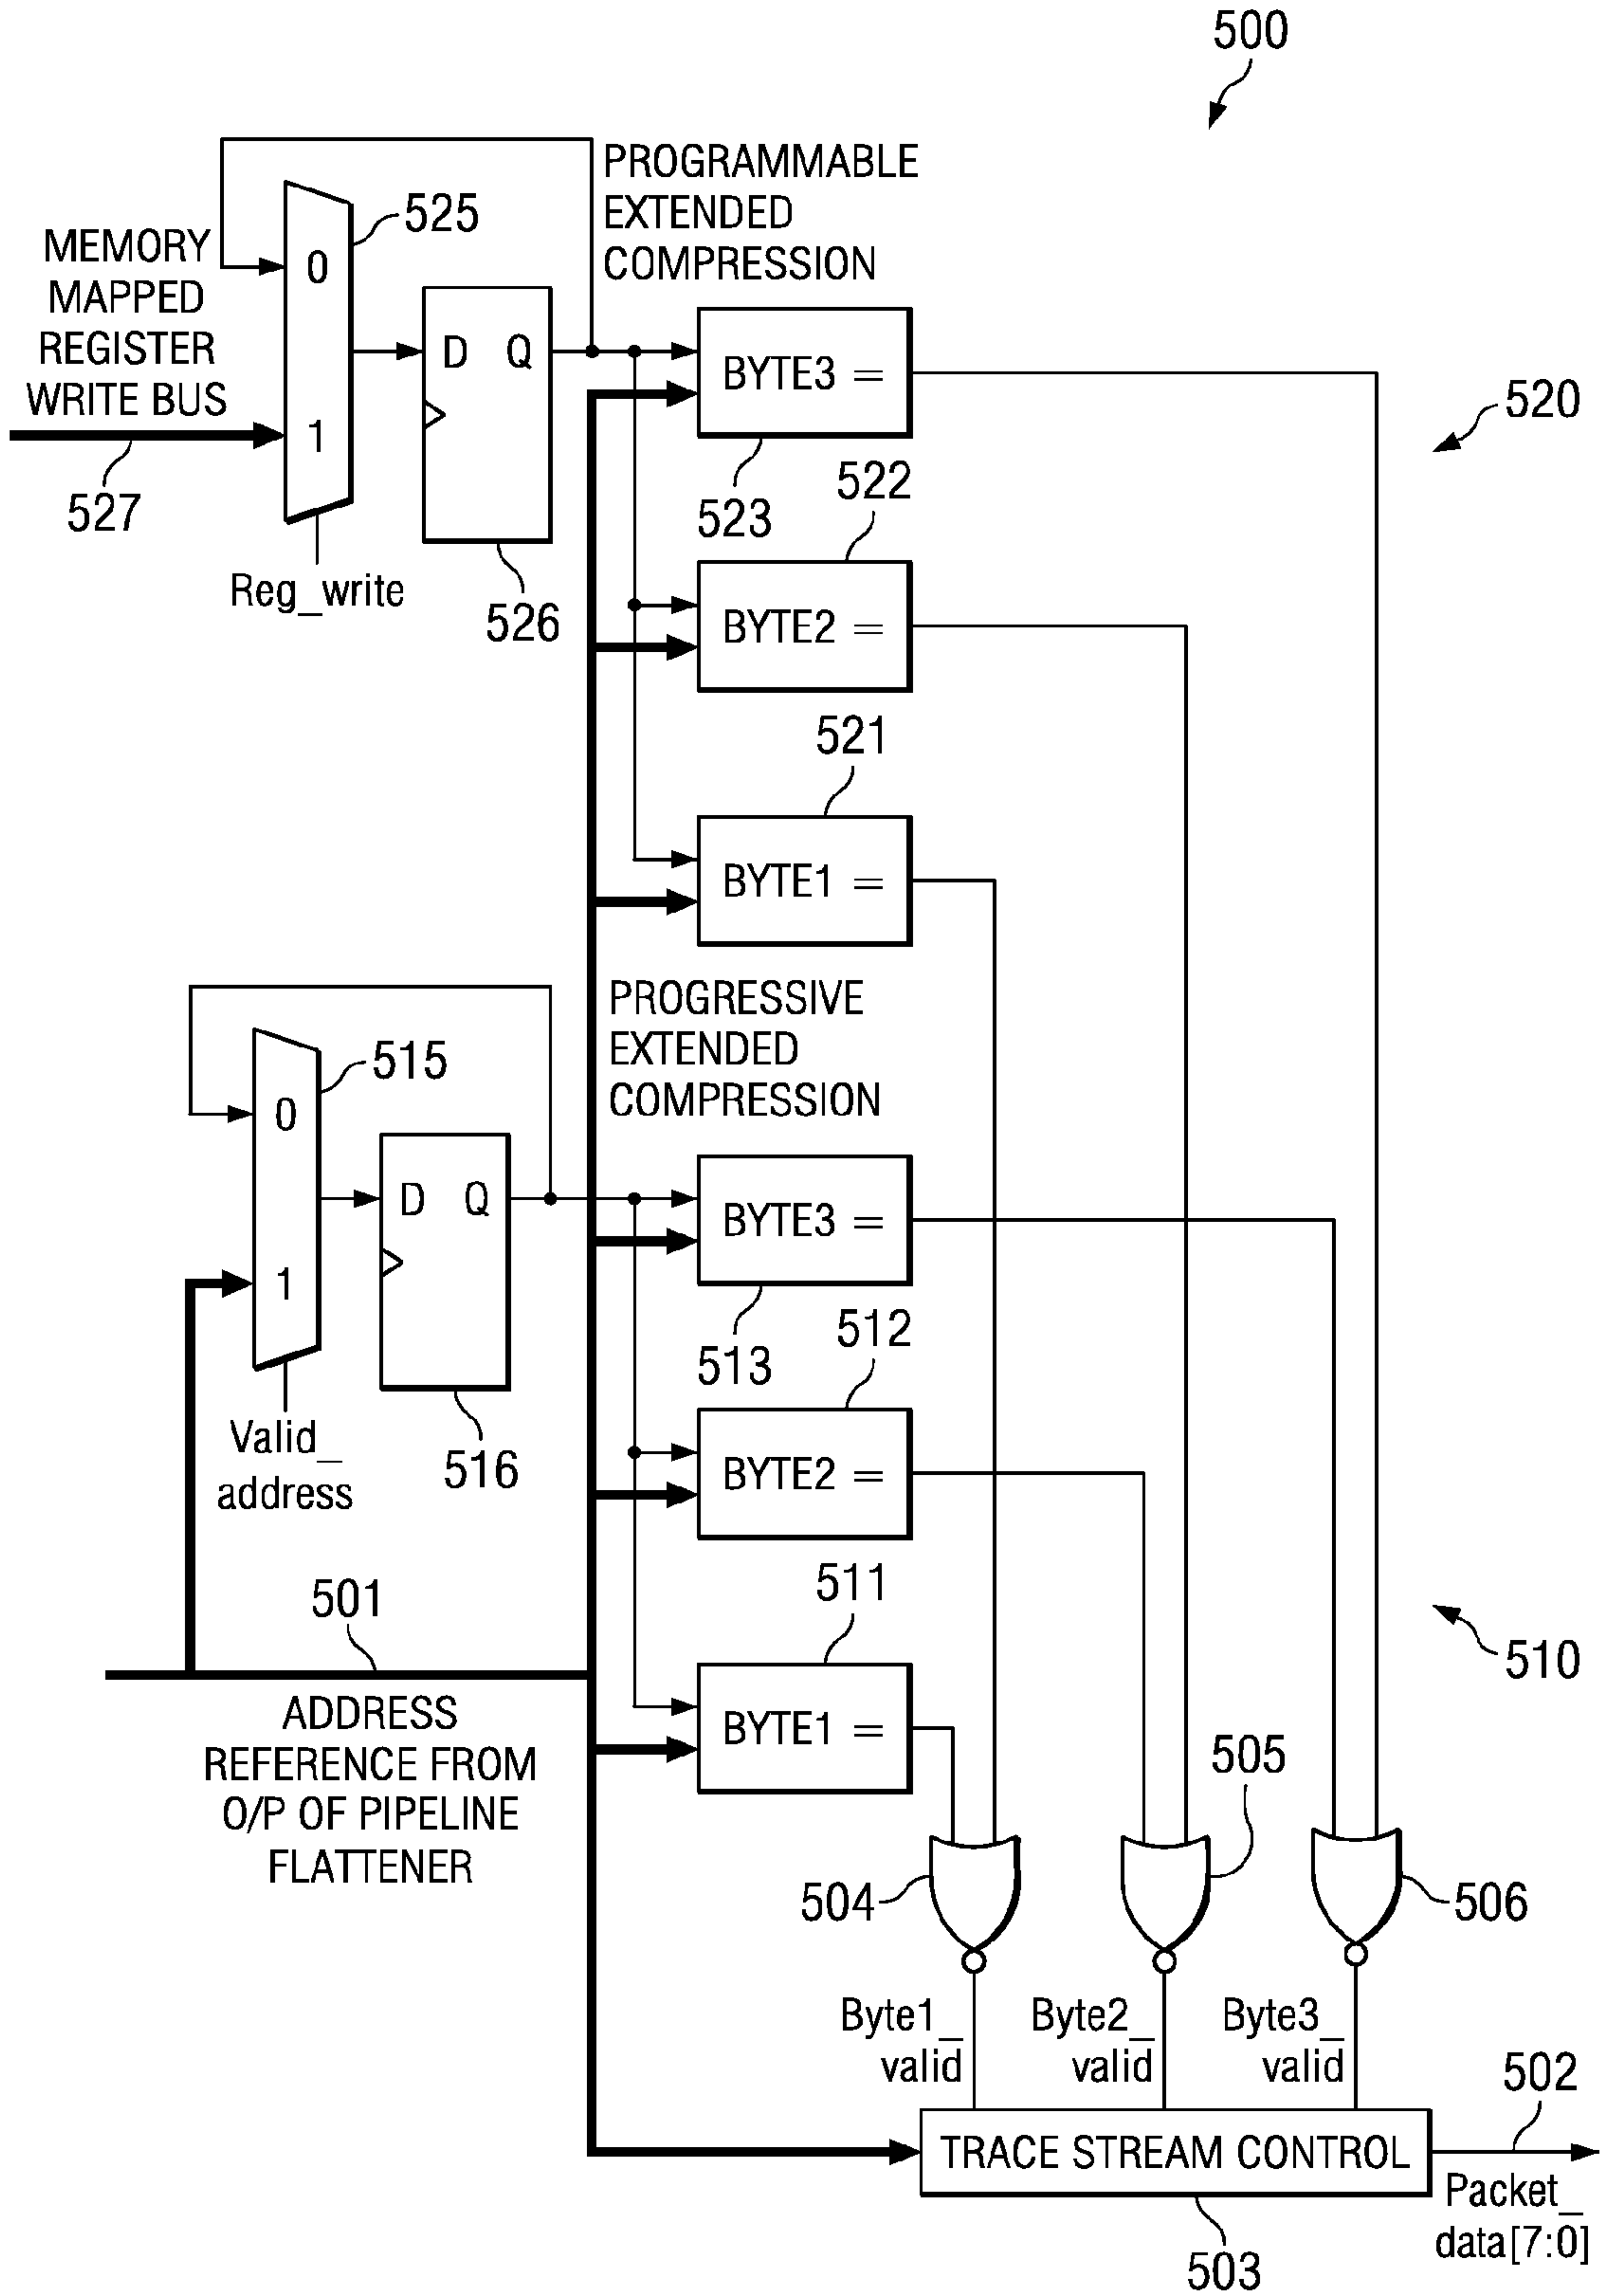 500
PROGRAMMABLE
EXTENDED
COMPRESSION
525
MEMORY
MAPPED
REGISTER
WRITE BUS
0
1
D Q
527
Reg_write
526
BYTE3 =
523
520
522
BYTE2 =
521
BYTE1 =
PROGRESSIVE
EXTENDED
COMPRESSION
515
0
1
D Q
Valid_
address
516
BYTE3 =
513
512
BYTE2 =
511
BYTE1 =
510
501
ADDRESS
REFERENCE FROM
O/P OF PIPELINE
FLATTENER
504
505
506
Byte1_
valid
Byte2_
valid
Byte3_
valid
TRACE STREAM CONTROL
502
Packet_
data[7:0]
503